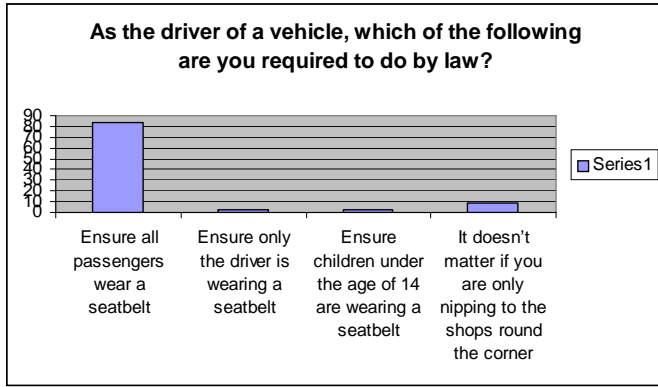 As the driver of a vehicle, which of the following
are you required to do by law?
90
80
70
60
50
40
30
20
10
0
Series1
Ensure all
passengers
wear a
seatbelt
Ensure only
the driver is
wearing a
seatbelt
Ensure
children under
the age of 14
are wearing a
seatbelt
It doesn't
matter if you
are only
nipping to the
shops round
the corner